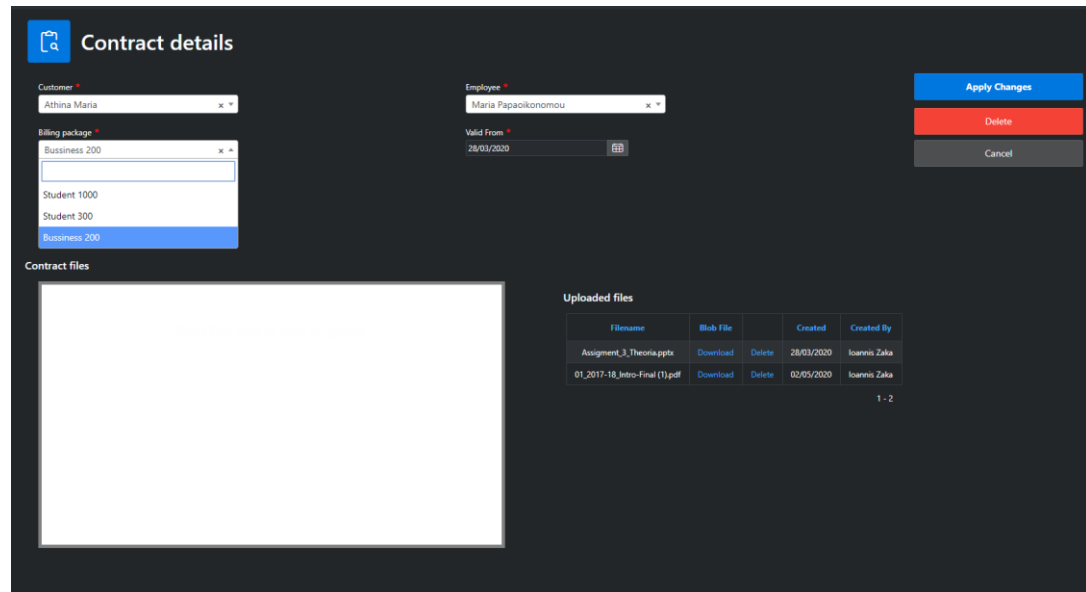 Contract details
Customer *
Athina Maria x
Billing package *
Bussiness 200 x
Student 1000
Student 300
Bussiness 200
Employee *
Maria Papaoikonomou x
Valid From *
28/03/2020
Apply Changes
Delete
Cancel
Contract files
Uploaded files
Filename Blob File Created Created By
Assigment_3_Theoria.pptx Download Delete 28/03/2020 Ioannis Zaka
01_2017-18_Intro-Final (1).pdf Download Delete 02/05/2020 Ioannis Zaka
1 - 2